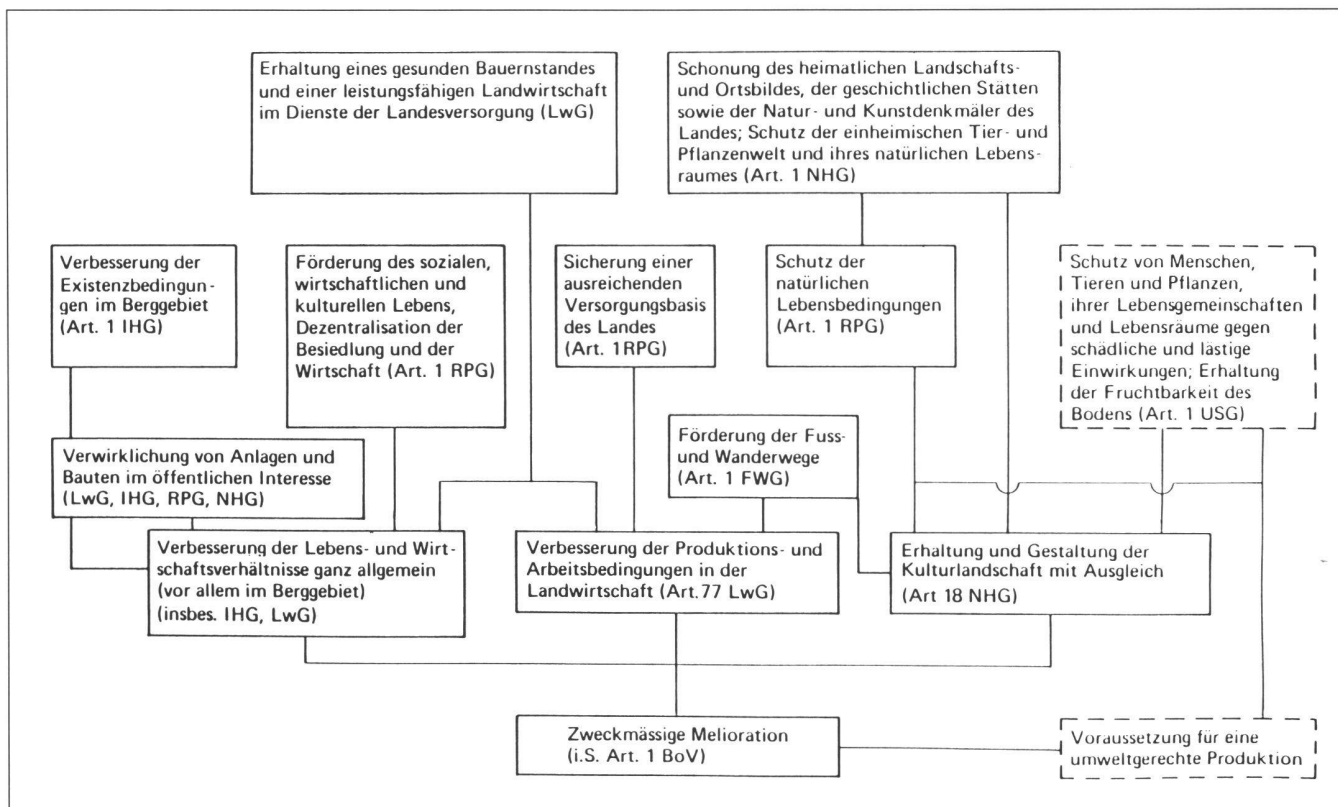 Erhaltung eines gesunden Bauernstandes
und einer leistungsfähigen Landwirtschaft
im Dienste der Landesversorgung (LwG)
Schonung des heimatlichen Landschafts-
und Ortsbildes, der geschichtlichen Stätten
sowie der Natur- und Kunstdenkmäler des
Landes; Schutz der einheimischen Tier- und
Pflanzenwelt und ihres natürlichen Lebens-
raumes (Art. 1 NHG)
Verbesserung der
Existenzbedingun-
gen im Berggebiet
(Art. 1 IHG)
Förderung des sozialen,
wirtschaftlichen und
kulturellen Lebens,
Dezentralisation der
Besiedlung und der
Wirtschaft (Art. 1 RPG)
Sicherung einer
ausreichenden
Versorgungsbasis
des Landes
(Art. 1RPG)
Schutz der
natürlichen
Lebensbedingungen
(Art. 1 RPG)
Schutz von Menschen,
Tieren und Pflanzen,
ihrer Lebensgemeinschaften
und Lebensräume gegen
schädliche und lästige
Einwirkungen; Erhaltung
der Fruchtbarkeit des
Bodens (Art. 1 USG)
Verwirklichung von Anlagen und
Bauten im öffentlichen Interesse
(LwG, IHG, RPG, NHG)
Förderung der Fuss-
und Wanderwege
(Art. 1 FWG)
Verbesserung der Lebens- und Wirt-
schaftsverhältnisse ganz allgemein
(vor allem im Berggebiet)
(insbes. IHG, LwG)
Verbesserung der Produktions- und
Arbeitsbedingungen in der
Landwirtschaft (Art. 77 LwG)
Erhaltung und Gestaltung der
Kulturlandschaft mit Ausgleich
(Art 18 NHG)
Zweckmässige Melioration
(i.S. Art. 1 BoV)
Voraussetzung für eine
umweltgerechte Produktion